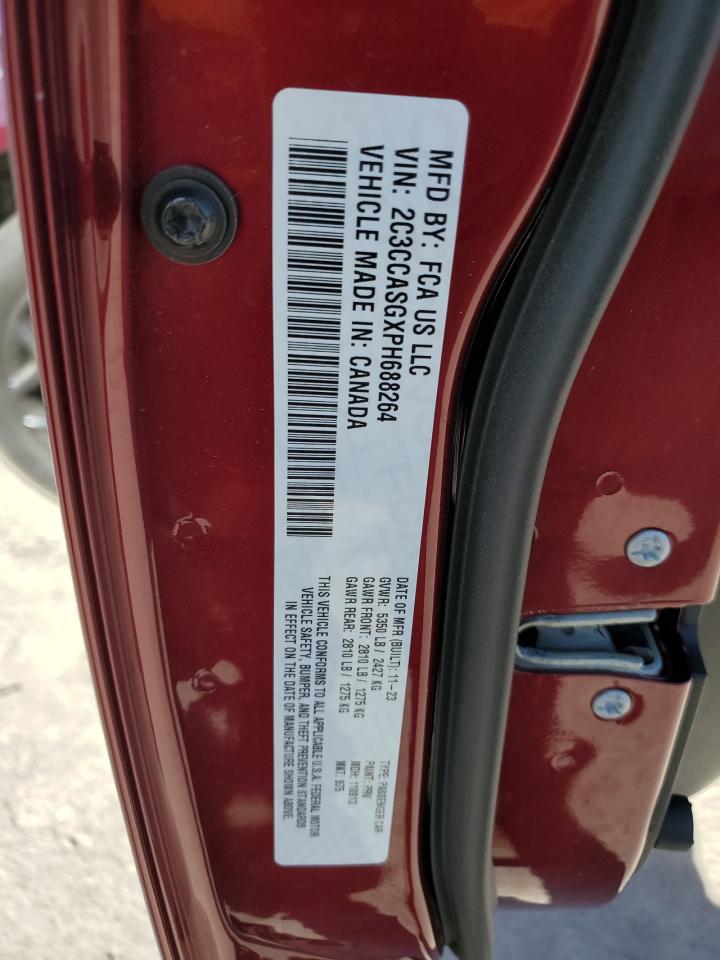 MFD BY: FCA US LLC
VIN: 2C3CCASGXPH688264
VEHICLE MADE IN: CANADA
DATE OF MFR (BUILT): 11-23
GVWR: 5350 LB / 2427 KG
GAWR FRONT: 2810 LB / 1275 KG
GAWR REAR: 2810 LB / 1275 KG
TYPE: PASSENGER CAR
PAINT: PRV
MDH: 110913
MKT: B75
THIS VEHICLE CONFORMS TO ALL APPLICABLE U.S.A. FEDERAL MOTOR
VEHICLE SAFETY, BUMPER, AND THEFT PREVENTION STANDARDS
IN EFFECT ON THE DATE OF MANUFACTURE SHOWN ABOVE.